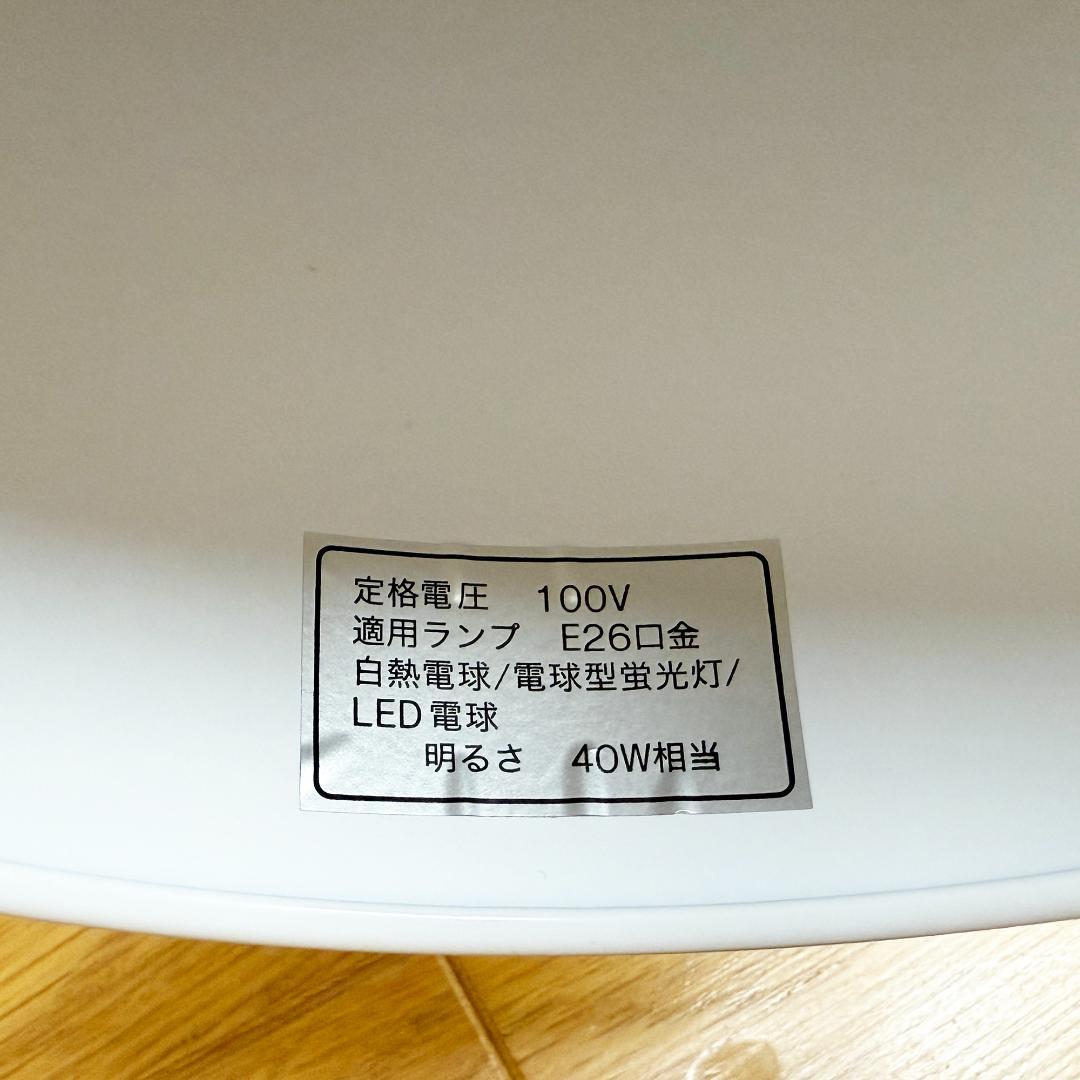 定格電圧　100V
適用ランプ　E26口金
白熱電球/電球型蛍光灯/
LED電球
明るさ　40W相当